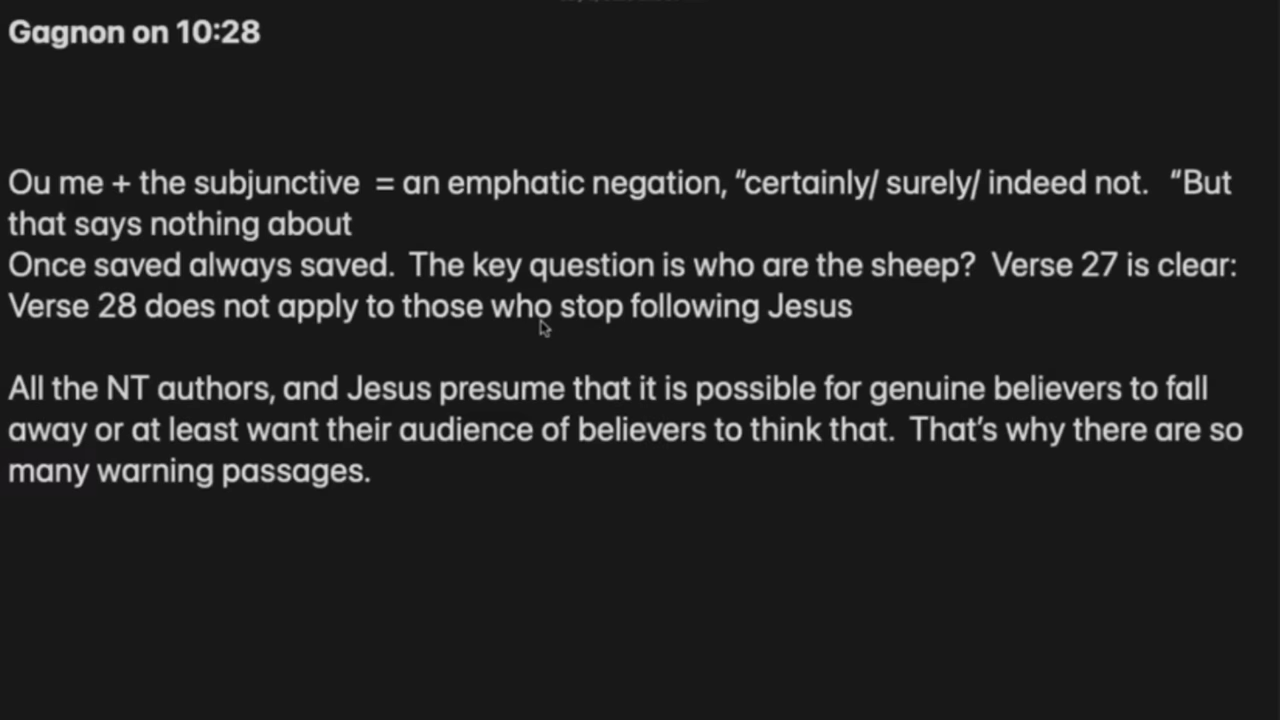 Gagnon on 10:28
Ou me + the subjunctive  = an emphatic negation, “certainly/ surely/ indeed not.   “But
that says nothing about
Once saved always saved.  The key question is who are the sheep?  Verse 27 is clear:
Verse 28 does not apply to those who stop following Jesus
All the NT authors, and Jesus presume that it is possible for genuine believers to fall
away or at least want their audience of believers to think that.  That’s why there are so
many warning passages.